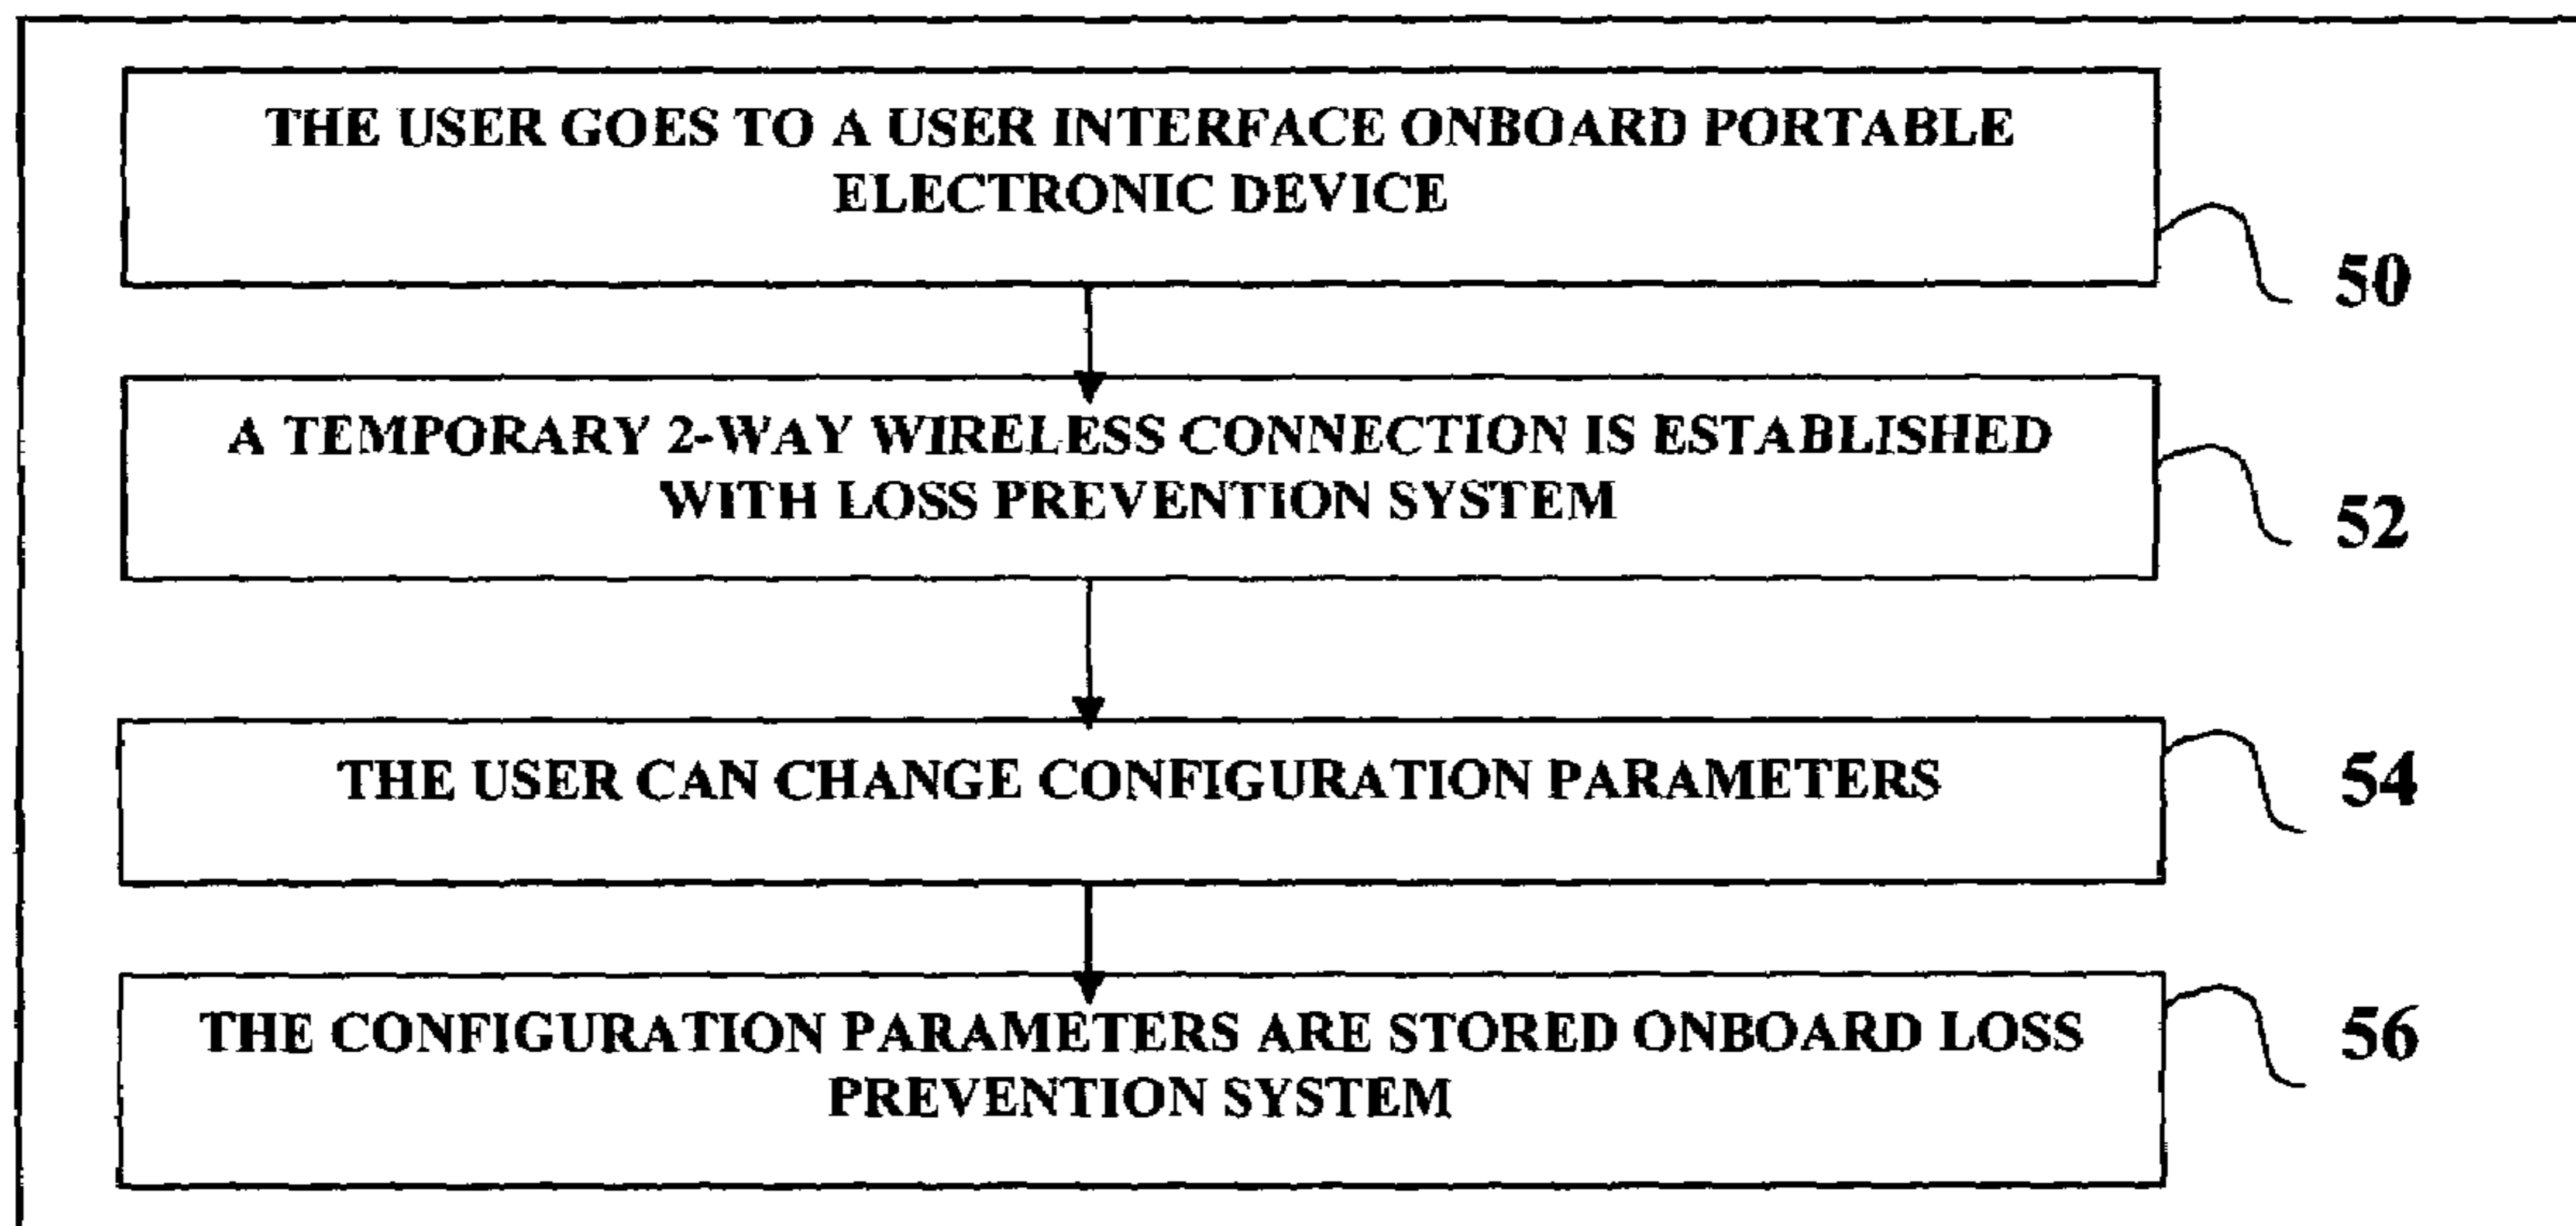 THE USER GOES TO A USER INTERFACE ONBOARD PORTABLE
ELECTRONIC DEVICE
50
A TEMPORARY 2-WAY WIRELESS CONNECTION IS ESTABLISHED
WITH LOSS PREVENTION SYSTEM
52
THE USER CAN CHANGE CONFIGURATION PARAMETERS
54
THE CONFIGURATION PARAMETERS ARE STORED ONBOARD LOSS
PREVENTION SYSTEM
56